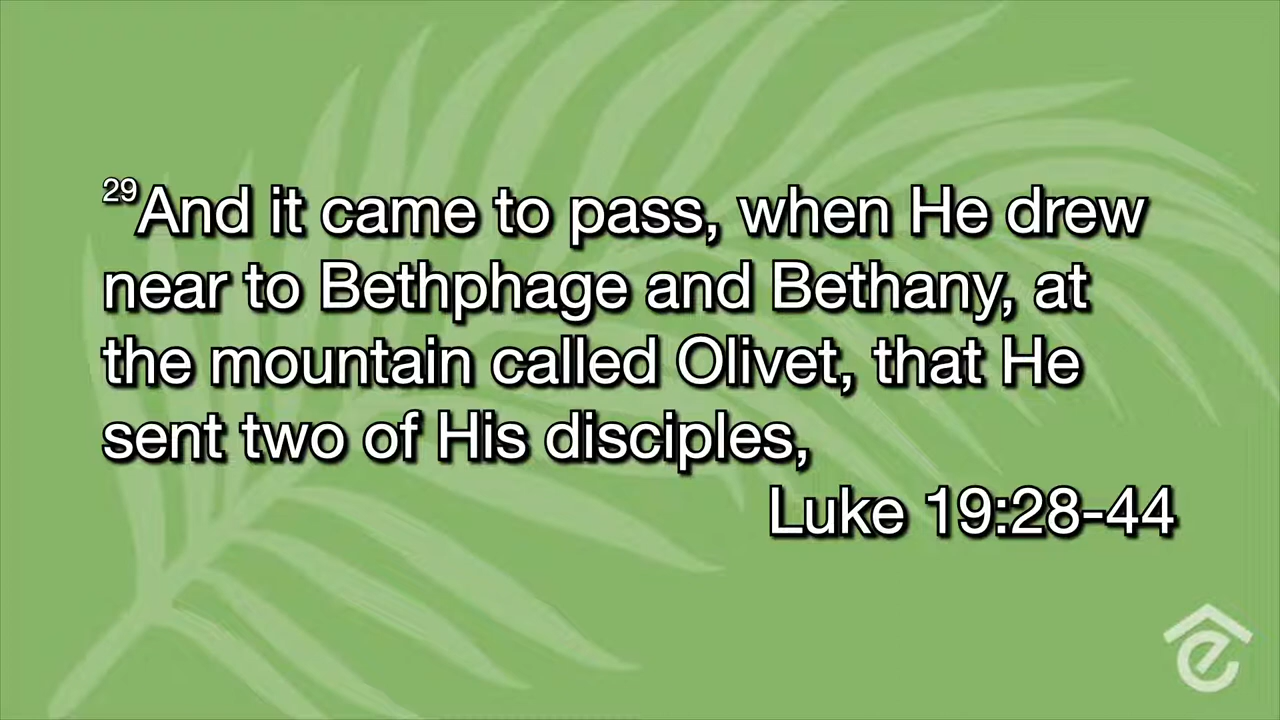 29And it came to pass, when He drew
near to Bethphage and Bethany, at
the mountain called Olivet, that He
sent two of His disciples,
Luke 19:28-44
e